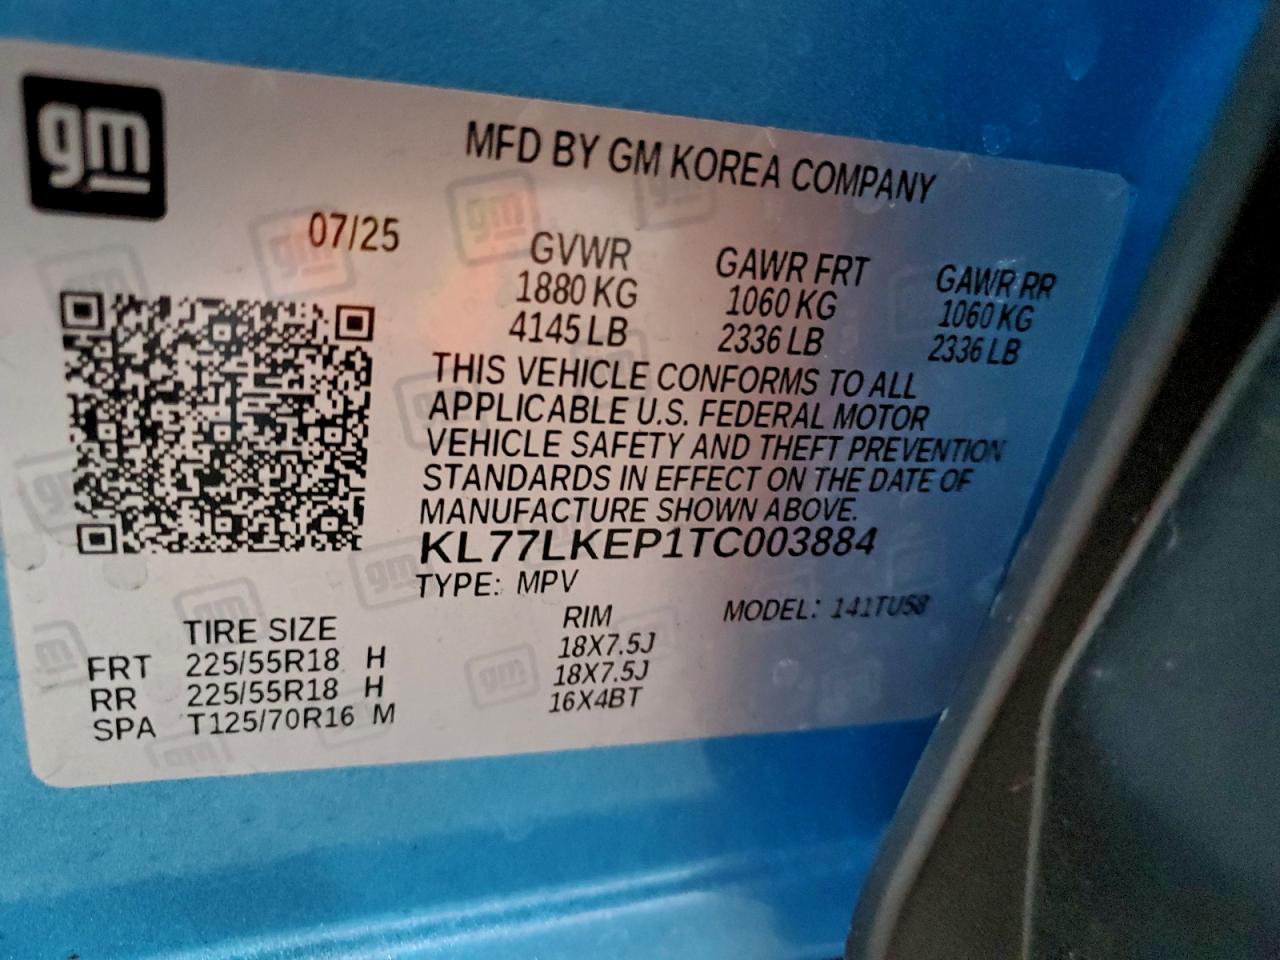 gm
MFD BY GM KOREA COMPANY
07/25
GVWR GAWR FRT GAWR RR
1880 KG 1060 KG 1060 KG
4145 LB 2336 LB 2336 LB
THIS VEHICLE CONFORMS TO ALL
APPLICABLE U.S. FEDERAL MOTOR
VEHICLE SAFETY AND THEFT PREVENTION
STANDARDS IN EFFECT ON THE DATE OF
MANUFACTURE SHOWN ABOVE.
KL77LKEP1TC003884
TYPE: MPV MODEL: 141TU58
TIRE SIZE RIM
FRT 225/55R18 H 18X7.5J
RR 225/55R18 H 18X7.5J
SPA T125/70R16 M 16X4BT